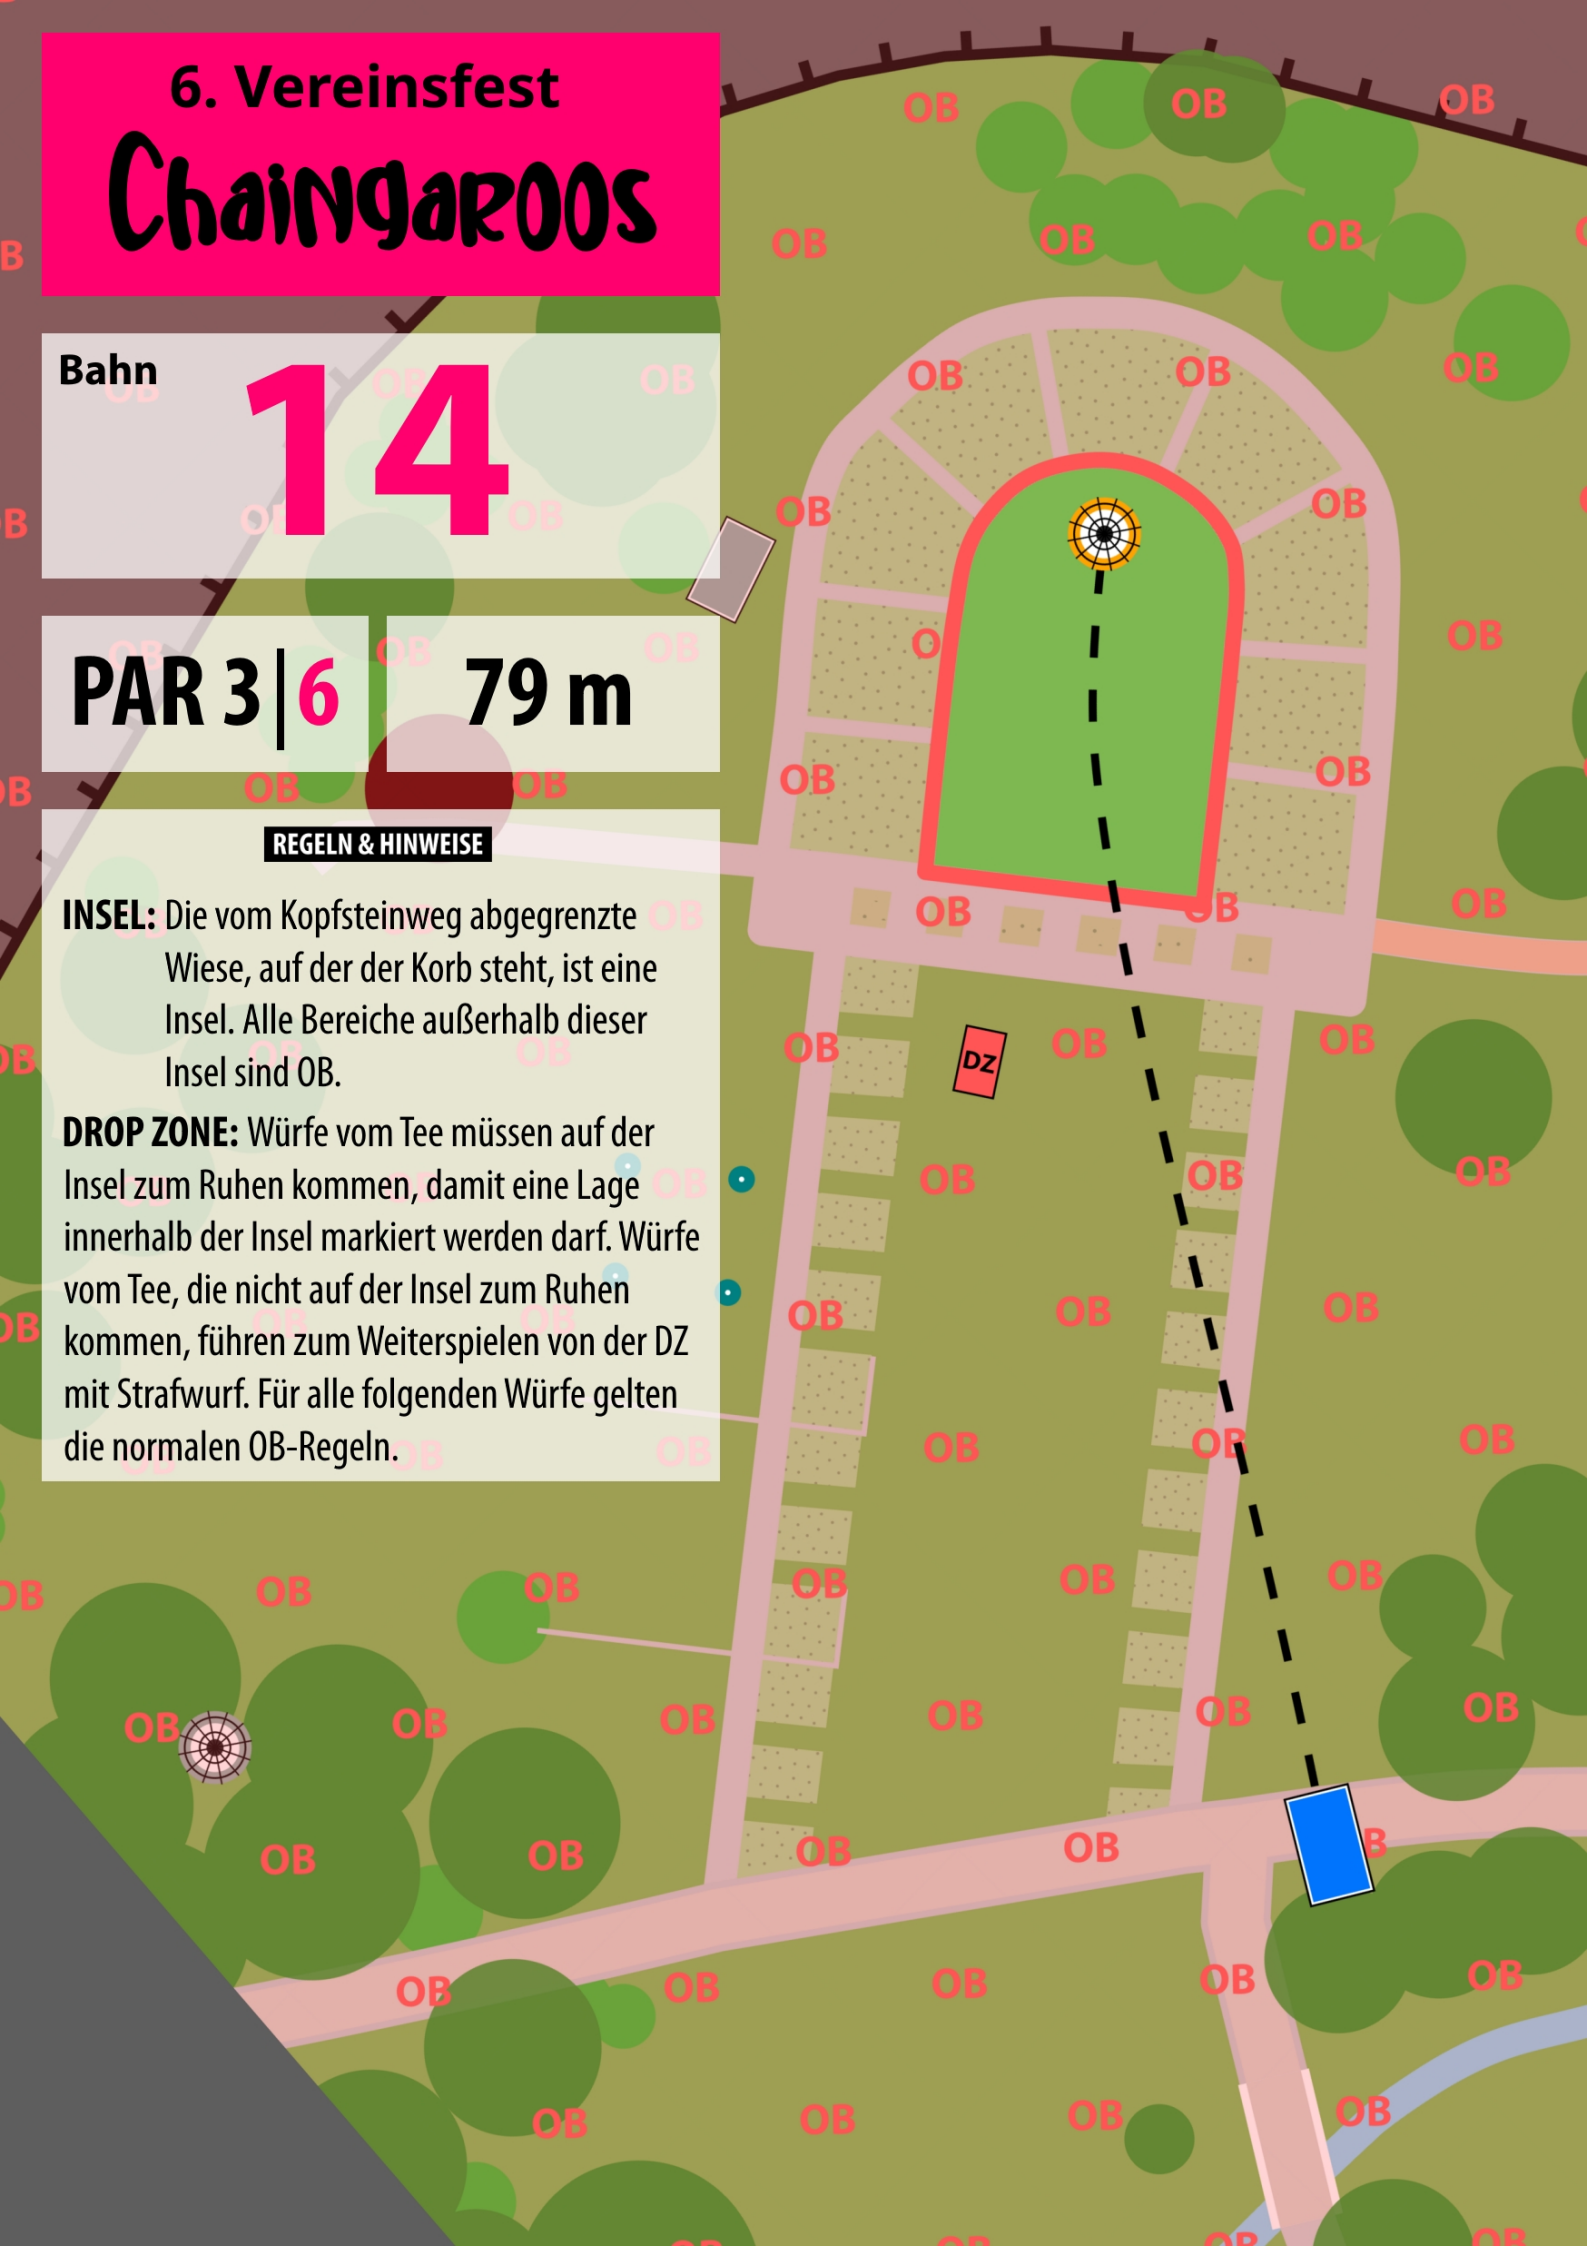 6. Vereinsfest
Chaingaroos
Bahn
14
PAR 3|6
79 m
REGELN & HINWEISE
INSEL: Die vom Kopfsteinweg abgegrenzte
Wiese, auf der der Korb steht, ist eine
Insel. Alle Bereiche außerhalb dieser
Insel sind OB.
DROP ZONE: Würfe vom Tee müssen auf der
Insel zum Ruhen kommen, damit eine Lage
innerhalb der Insel markiert werden darf. Würfe
vom Tee, die nicht auf der Insel zum Ruhen
kommen, führen zum Weiterspielen von der DZ
mit Strafwurf. Für alle folgenden Würfe gelten
die normalen OB-Regeln.
DZ
OB